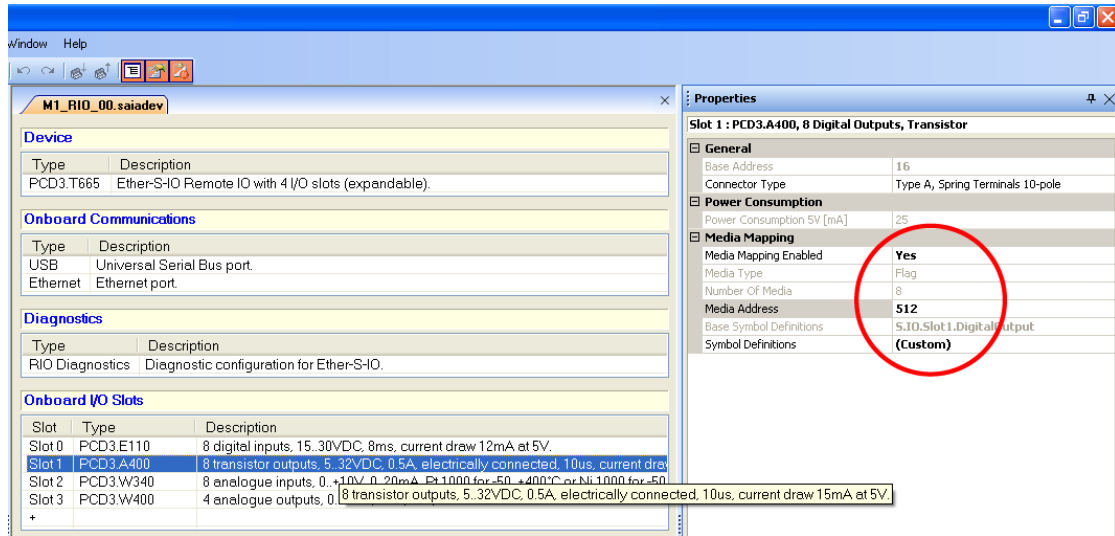 Window Help
M1_RIO_00.saiadev
Device
Type Description
PCD3.T665 Ether-S-IO Remote IO with 4 I/O slots (expandable).
Onboard Communications
Type Description
USB Universal Serial Bus port.
Ethernet Ethernet port.
Diagnostics
Type Description
RIO Diagnostics Diagnostic configuration for Ether-S-IO.
Onboard I/O Slots
Slot Type Description
Slot 0 PCD3.E110 8 digital inputs, 15..30VDC, 8ms, current draw 12mA at 5V.
Slot 1 PCD3.A400 8 transistor outputs, 5..32VDC, 0.5A, electrically connected, 10us, current dra
Slot 2 PCD3.W340 8 analogue inputs, 0..+10V, 0..20mA, Pt 1000 for -50..+400°C or Ni 1000 for -50
Slot 3 PCD3.W400 4 analogue outputs, 0.
8 transistor outputs, 5..32VDC, 0.5A, electrically connected, 10us, current draw 15mA at 5V.
+
Properties
Slot 1 : PCD3.A400, 8 Digital Outputs, Transistor
General
Base Address 16
Connector Type Type A, Spring Terminals 10-pole
Power Consumption
Power Consumption 5V [mA] 25
Media Mapping
Media Mapping Enabled Yes
Media Type Flag
Number Of Media 8
Media Address 512
Base Symbol Definitions S.IO.Slot1.DigitalOutput
Symbol Definitions (Custom)